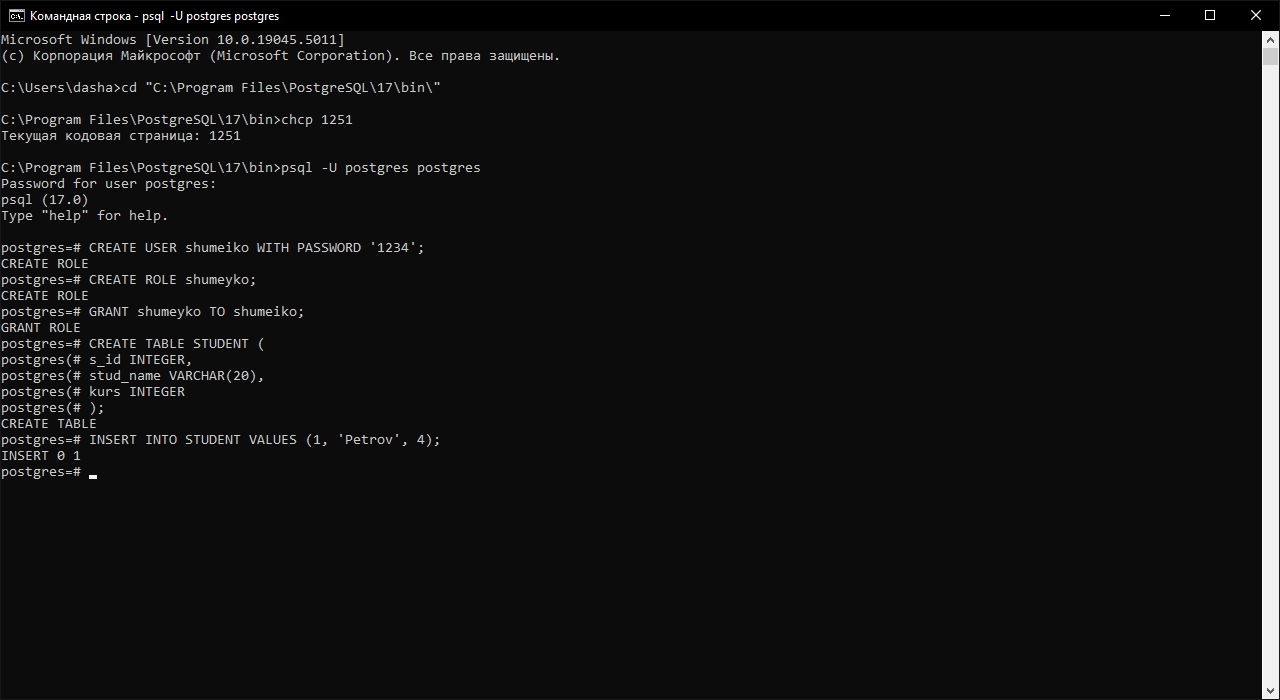 Командная строка - psql  -U postgres postgres
Microsoft Windows [Version 10.0.19045.5011]
(c) Корпорация Майкрософт (Microsoft Corporation). Все права защищены.
C:\Users\dasha>cd "C:\Program Files\PostgreSQL\17\bin\"
C:\Program Files\PostgreSQL\17\bin>chcp 1251
Текущая кодовая страница: 1251
C:\Program Files\PostgreSQL\17\bin>psql -U postgres postgres
Password for user postgres:
psql (17.0)
Type "help" for help.
postgres=# CREATE USER shumeiko WITH PASSWORD '1234';
CREATE ROLE
postgres=# CREATE ROLE shumeyko;
CREATE ROLE
postgres=# GRANT shumeyko TO shumeiko;
GRANT ROLE
postgres=# CREATE TABLE STUDENT (
postgres(# s_id INTEGER,
postgres(# stud_name VARCHAR(20),
postgres(# kurs INTEGER
postgres(# );
CREATE TABLE
postgres=# INSERT INTO STUDENT VALUES (1, 'Petrov', 4);
INSERT 0 1
postgres=#